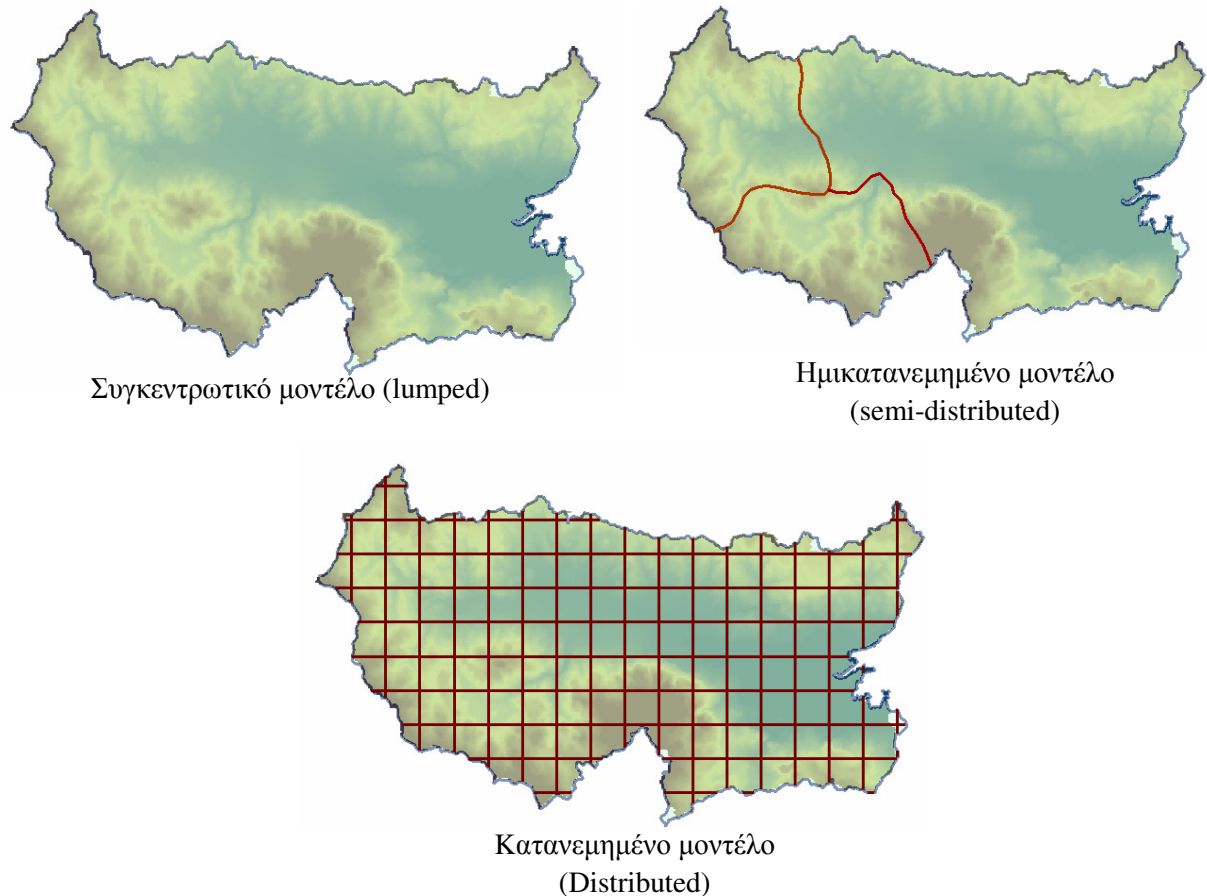 Συγκεντρωτικό μοντέλο (lumped)
Ημικατανεμημένο μοντέλο
(semi-distributed)
Κατανεμημένο μοντέλο
(Distributed)